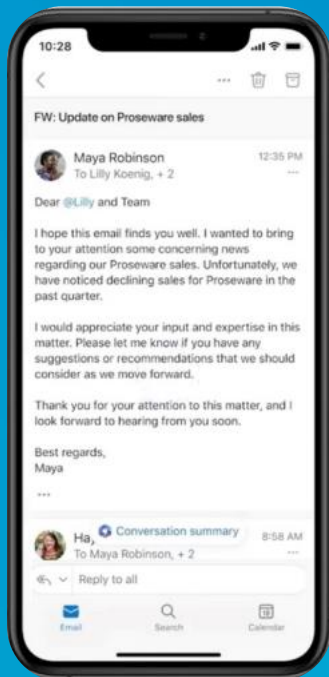 10:28
FW: Update on Proseware sales
Maya Robinson
12:35 PM
To Lilly Koenig, + 2
Dear @Lilly and Team
I hope this email finds you well. I wanted to bring
to your attention some concerning news
regarding our Proseware sales. Unfortunately, we
have noticed declining sales for Proseware in the
past quarter.
I would appreciate your input and expertise in this
matter. Please let me know if you have any
suggestions or recommendations that we should
consider as we move forward.
Thank you for your attention to this matter, and I
look forward to hearing from you soon.
Best regards,
Maya
Conversation summary
8:58 AM
To Maya Robinson, + 2
Reply to all
Email
Search
Calendar